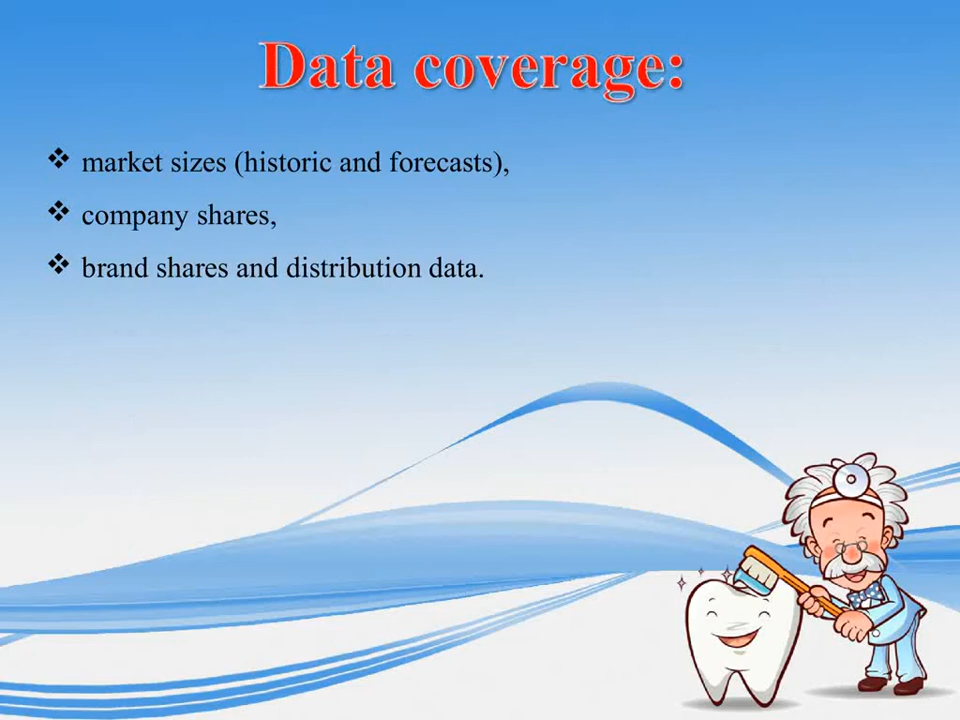 Data coverage:
❖ market sizes (historic and forecasts),
❖ company shares,
❖ brand shares and distribution data.